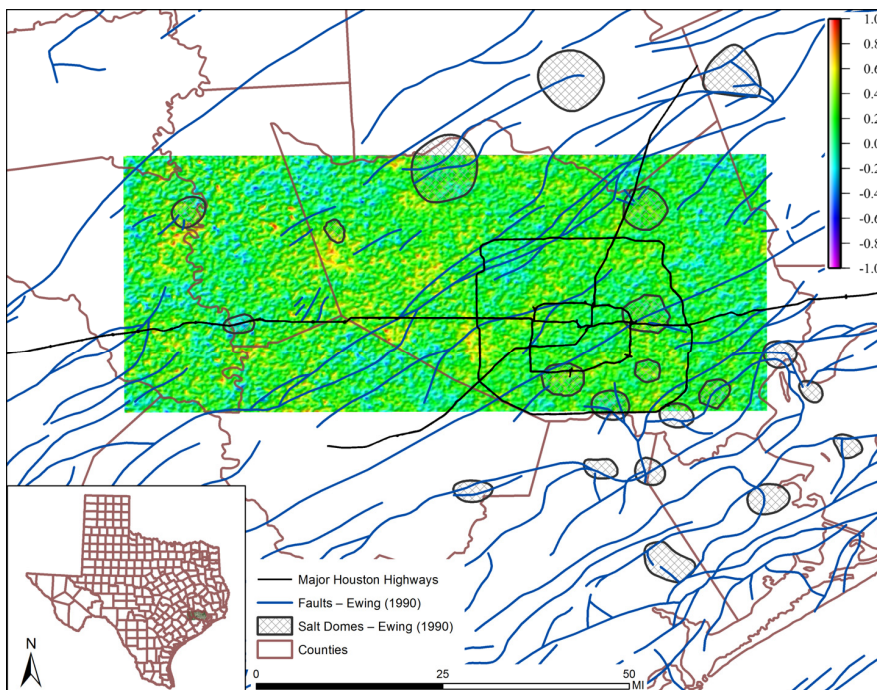 1.0
0.8
0.6
0.4
0.2
0.0
-0.2
-0.4
-0.6
-0.8
-1.0
N
Major Houston Highways
Faults – Ewing (1990)
Salt Domes – Ewing (1990)
Counties
0 25 50
MI